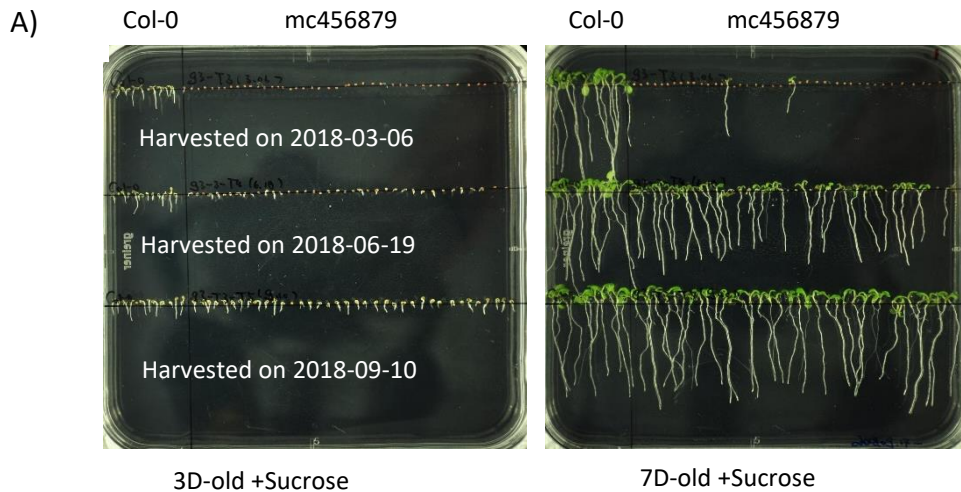 A)
Col-0 mc456879 Col-0 mc456879
Harvested on 2018-03-06
Harvested on 2018-06-19
Harvested on 2018-09-10
greiner
3D-old +Sucrose 7D-old +Sucrose